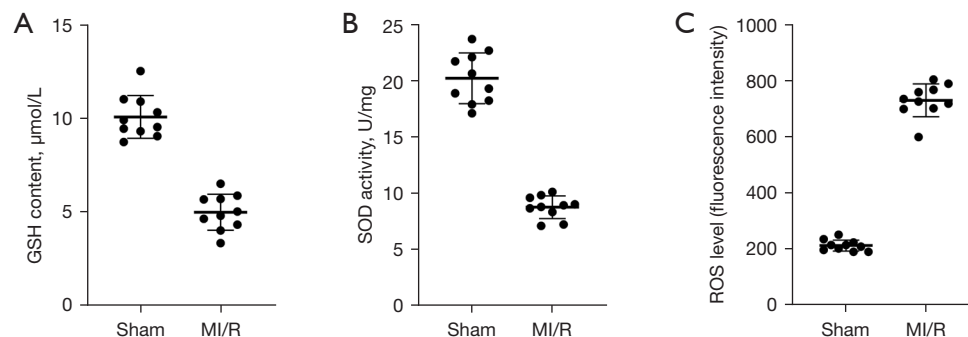 A
GSH content, μmol/L
15
10
5
0
Sham MI/R
B
SOD activity, U/mg
25
20
15
10
5
0
Sham MI/R
C
ROS level (fluorescence intensity)
1000
800
600
400
200
0
Sham MI/R